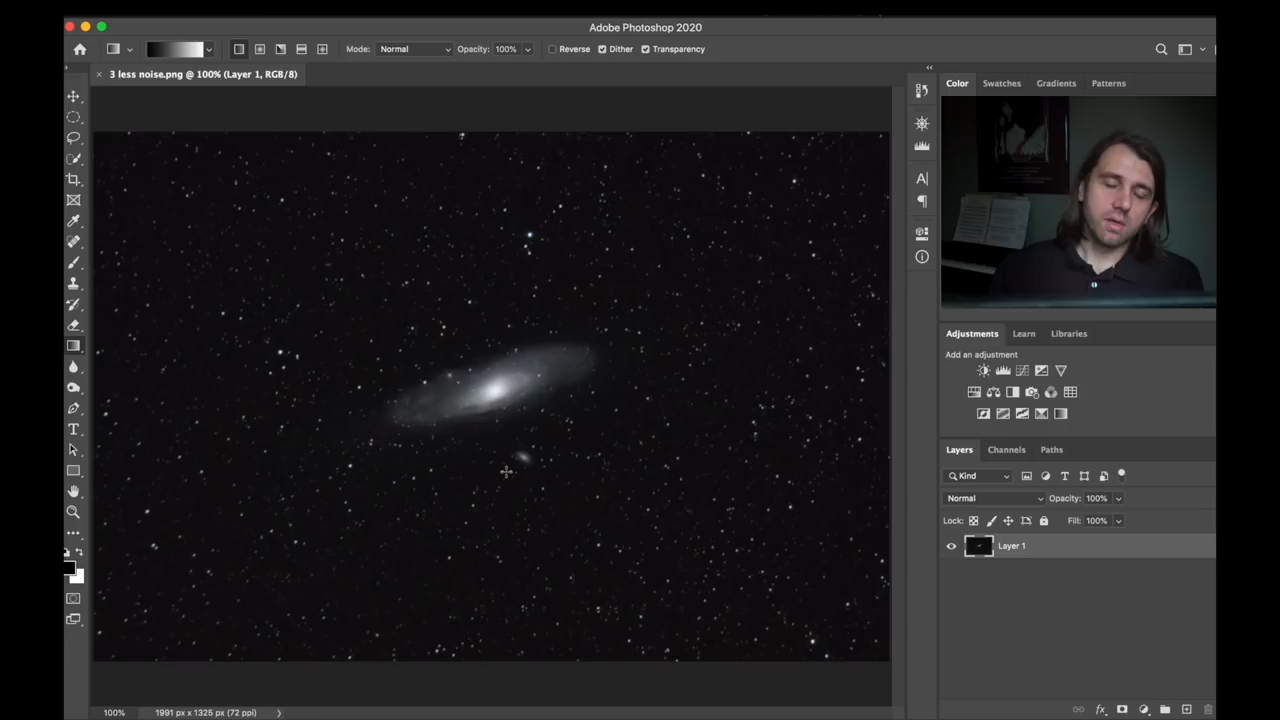 Adobe Photoshop 2020
Mode: Normal Opacity: 100% Reverse Dither Transparency
3 less noise.png @ 100% (Layer 1, RGB/8)
Color Swatches Gradients Patterns
Adjustments Learn Libraries
Add an adjustment
Layers Channels Paths
Kind
Normal Opacity: 100%
Lock: Fill: 100%
Layer 1
100% 1991 px x 1325 px (72 ppi)